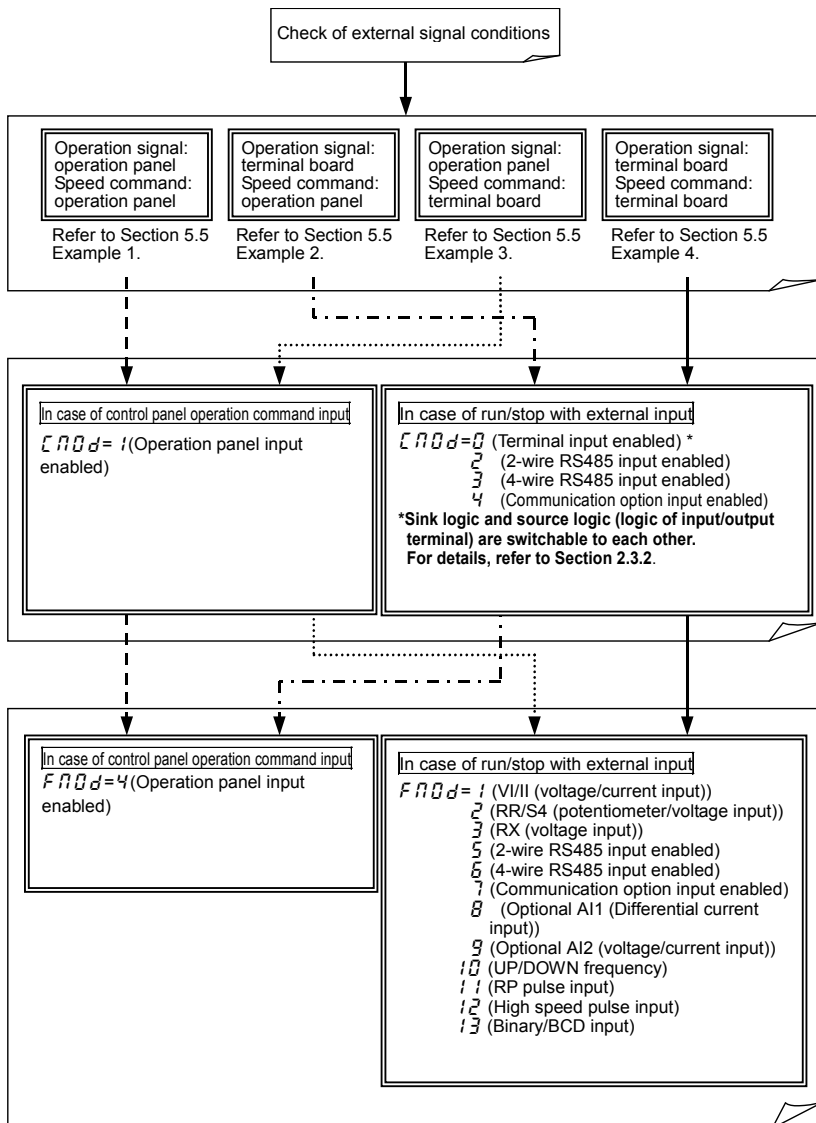 Check of external signal conditions
Operation signal:
operation panel
Speed command:
operation panel
Operation signal:
terminal board
Speed command:
operation panel
Operation signal:
operation panel
Speed command:
terminal board
Operation signal:
terminal board
Speed command:
terminal board
Refer to Section 5.5
Example 1.
Refer to Section 5.5
Example 2.
Refer to Section 5.5
Example 3.
Refer to Section 5.5
Example 4.
In case of control panel operation command input
CMOd=1(Operation panel input
enabled)
In case of run/stop with external input
CMOd=0 (Terminal input enabled) *
2 (2-wire RS485 input enabled)
3 (4-wire RS485 input enabled)
4 (Communication option input enabled)
*Sink logic and source logic (logic of input/output
terminal) are switchable to each other.
For details, refer to Section 2.3.2.
In case of control panel operation command input
FMOd=4(Operation panel input
enabled)
In case of run/stop with external input
FMOd=1 (VI/II (voltage/current input))
2 (RR/S4 (potentiometer/voltage input))
3 (RX (voltage input))
5 (2-wire RS485 input enabled)
6 (4-wire RS485 input enabled)
7 (Communication option input enabled)
8 (Optional AI1 (Differential current
input))
9 (Optional AI2 (voltage/current input))
10 (UP/DOWN frequency)
11 (RP pulse input)
12 (High speed pulse input)
13 (Binary/BCD input)